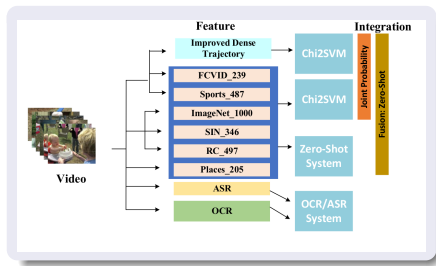 Feature
Integration
Improved Dense
Trajectory
Chi2SVM
FCVID_239
Sports_487
ImageNet_1000
SIN_346
RC_497
Places_205
Chi2SVM
Zero-Shot
System
ASR
OCR
OCR/ASR
System
Joint Probability
Fusion: Zero-Shot
Video